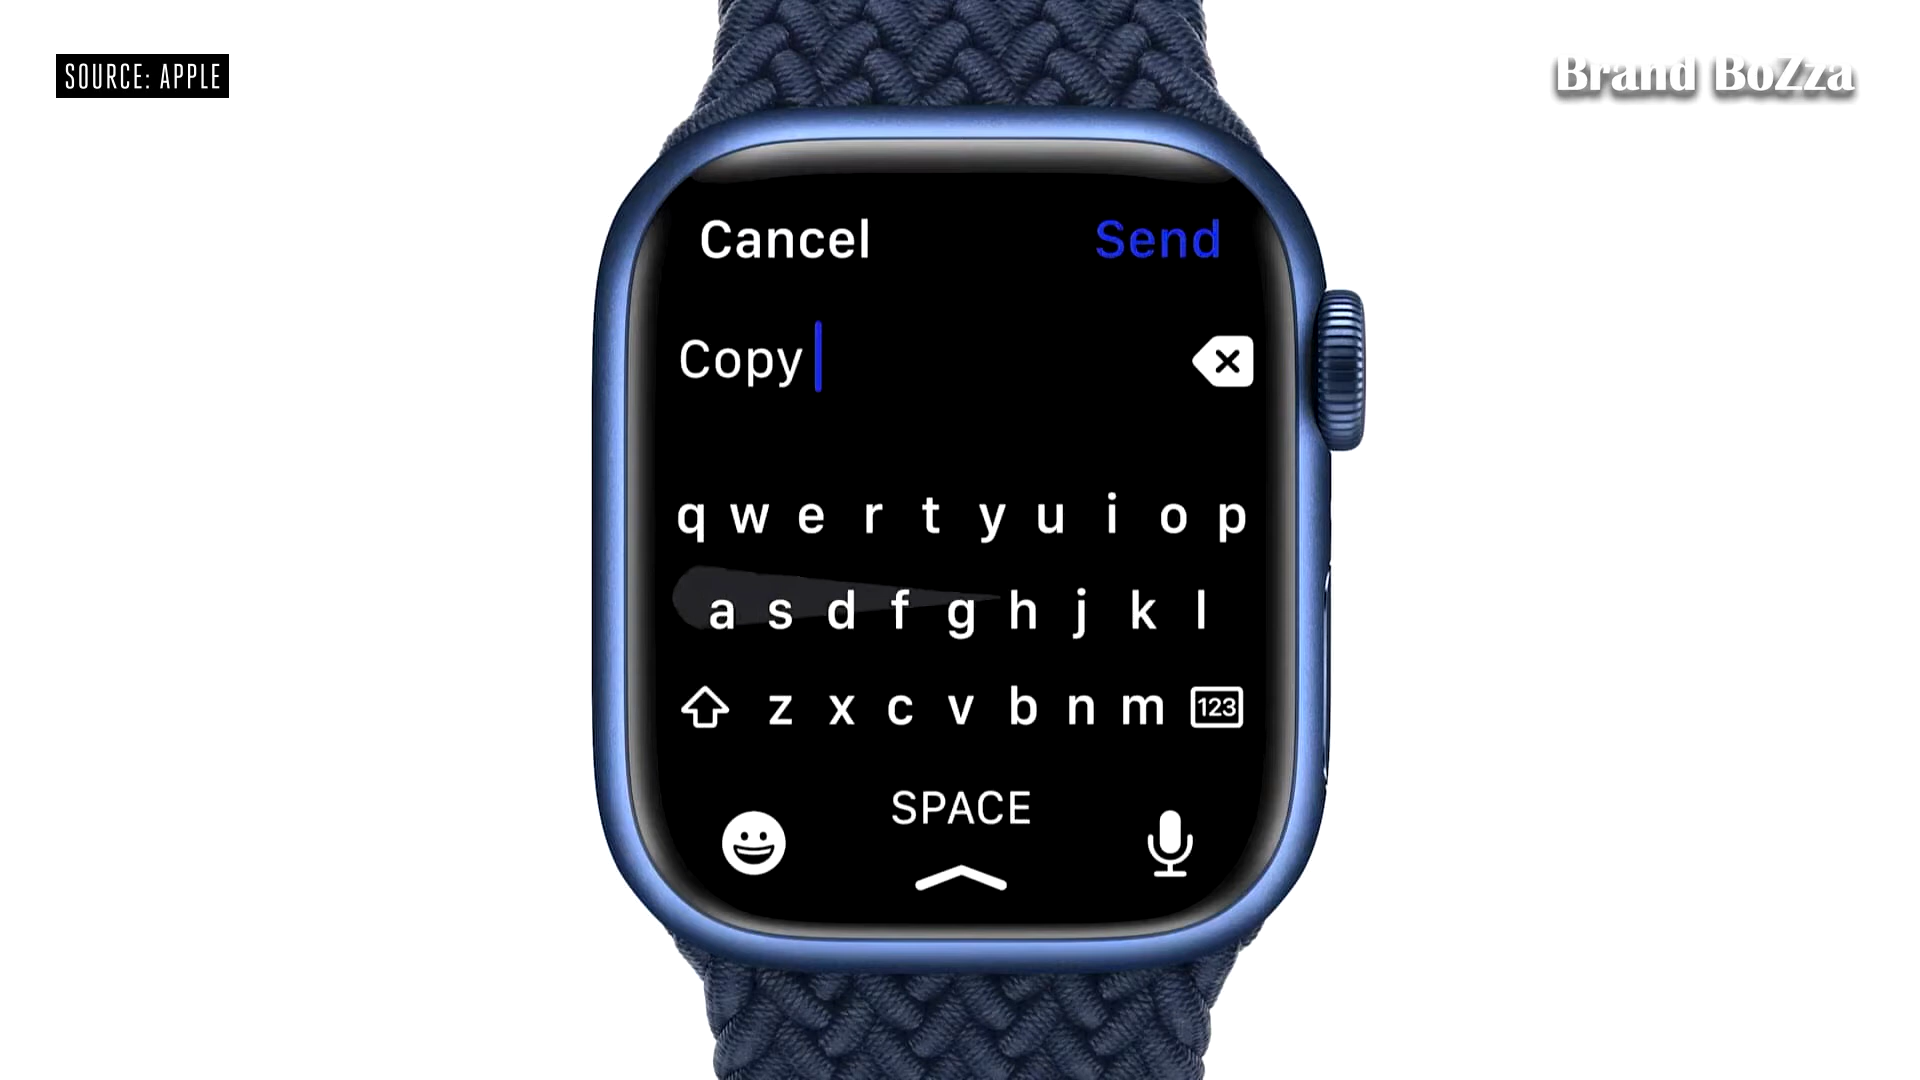 SOURCE: APPLE
Brand BoZza
Cancel Send
Copy
q w e r t y u i o p
a s d f g h j k l
z x c v b n m 123
SPACE